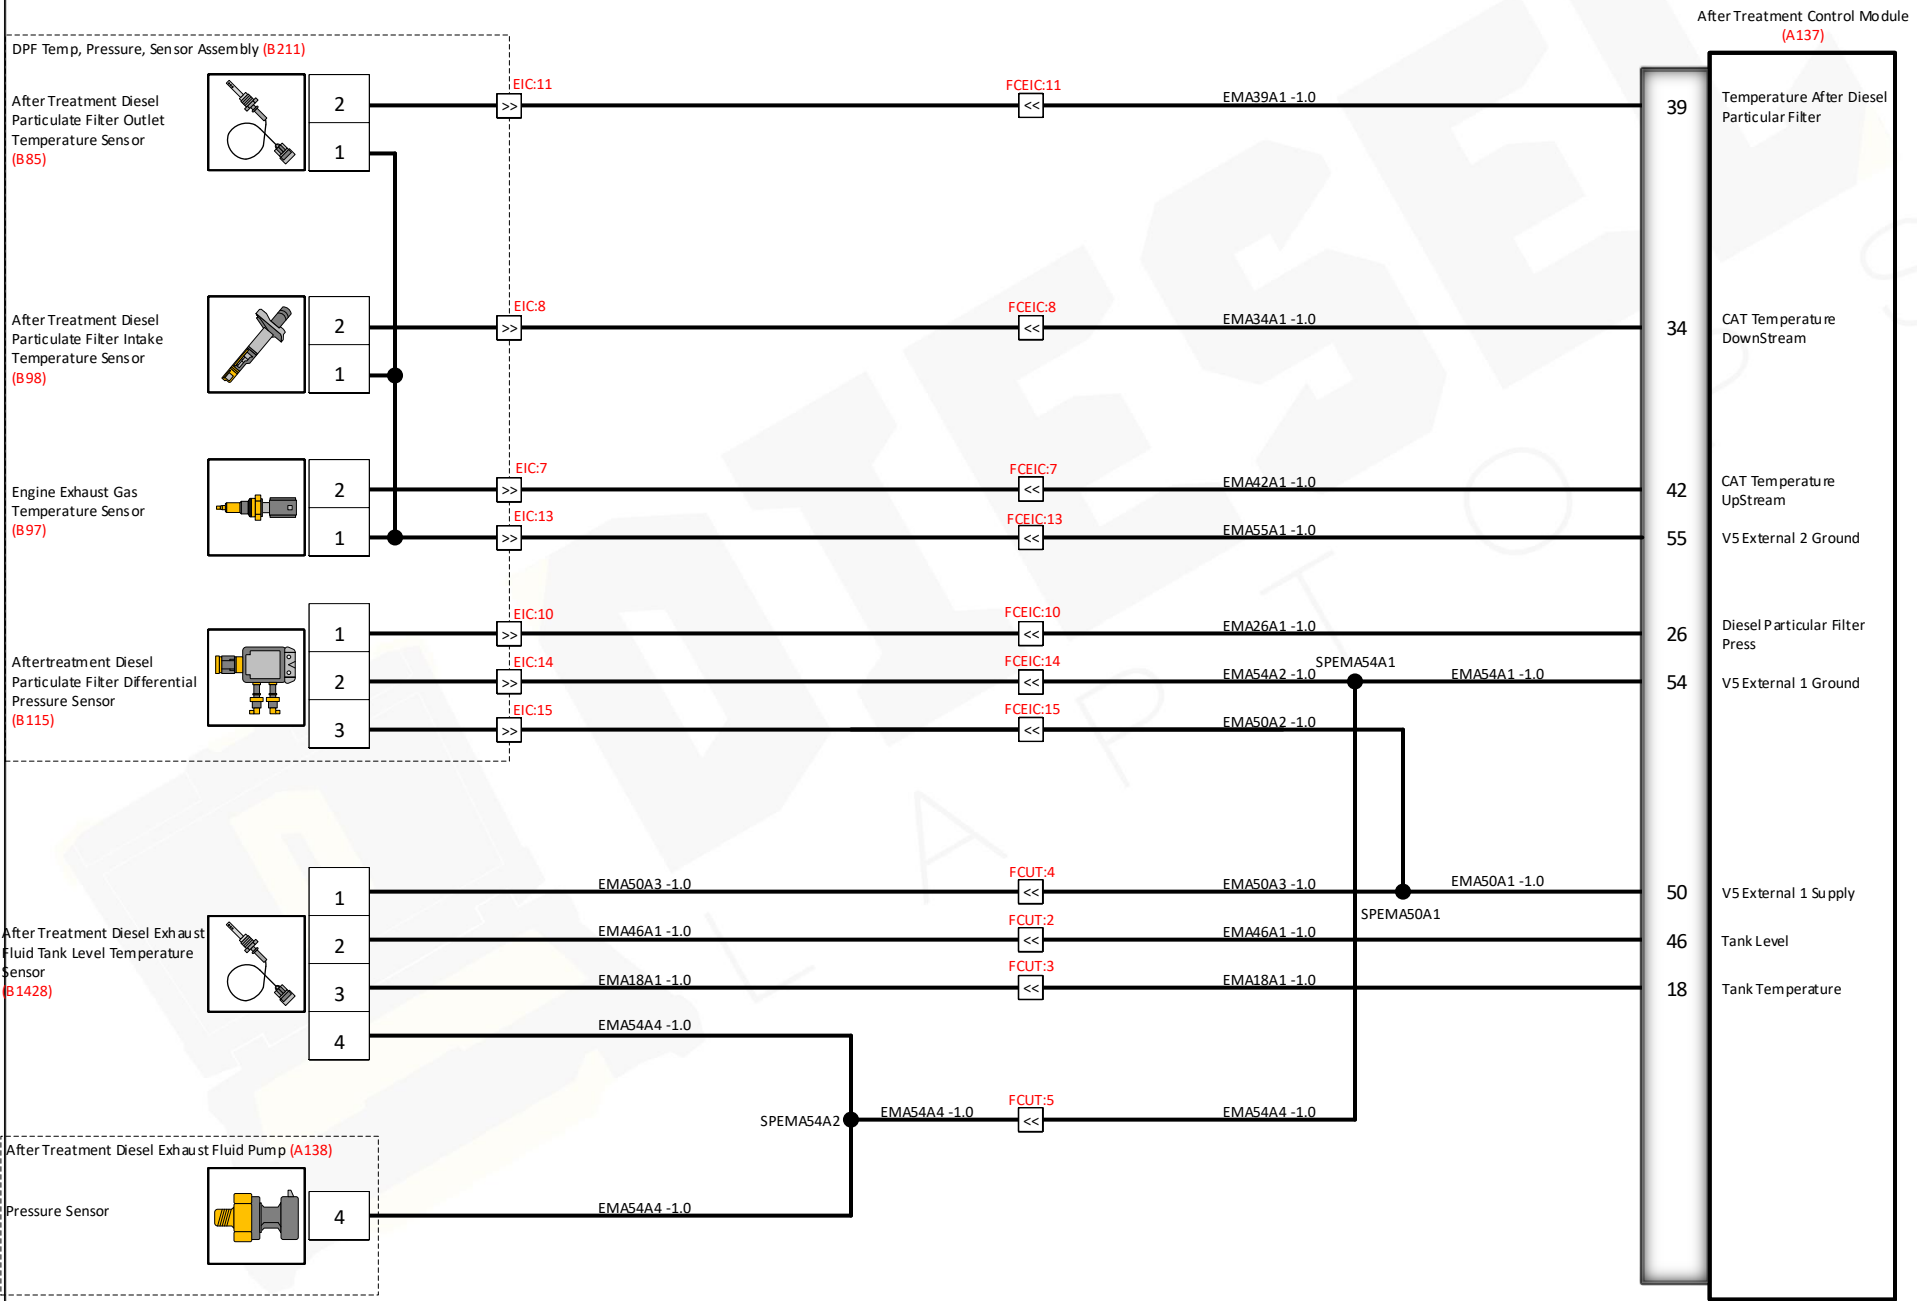 After Treatment Control Module
(A137)
DPF Temp, Pressure, Sensor Assembly (B211)
After Treatment Diesel
Particulate Filter Outlet
Temperature Sensor
(B85)
2
1
EIC:11
>>
FCEIC:11
<<
EMA39A1 -1.0
39
Temperature After Diesel
Particular Filter
After Treatment Diesel
Particulate Filter Intake
Temperature Sensor
(B98)
2
1
EIC:8
>>
FCEIC:8
<<
EMA34A1 -1.0
34
CAT Temperature
DownStream
Engine Exhaust Gas
Temperature Sensor
(B97)
2
1
EIC:7
>>
FCEIC:7
<<
EMA42A1 -1.0
42
CAT Temperature
UpStream
EIC:13
>>
FCEIC:13
<<
EMA55A1 -1.0
55
V5 External 2 Ground
Aftertreatment Diesel
Particulate Filter Differential
Pressure Sensor
(B115)
1
2
3
EIC:10
>>
FCEIC:10
<<
EMA26A1 -1.0
26
Diesel Particular Filter
Press
EIC:14
>>
FCEIC:14
<<
EMA54A2 -1.0
SPEMA54A1
EMA54A1 -1.0
54
V5 External 1 Ground
EIC:15
>>
FCEIC:15
<<
EMA50A2 -1.0
After Treatment Diesel Exhaust
Fluid Tank Level Temperature
Sensor
(B1428)
1
2
3
4
EMA50A3 -1.0
FCUT:4
<<
EMA50A3 -1.0
EMA50A1 -1.0
SPEMA50A1
50
V5 External 1 Supply
EMA46A1 -1.0
FCUT:2
<<
EMA46A1 -1.0
46
Tank Level
EMA18A1 -1.0
FCUT:3
<<
EMA18A1 -1.0
18
Tank Temperature
EMA54A4 -1.0
SPEMA54A2
EMA54A4 -1.0
FCUT:5
<<
EMA54A4 -1.0
After Treatment Diesel Exhaust Fluid Pump (A138)
Pressure Sensor
4
EMA54A4 -1.0
DIESEL
LAPTOPS